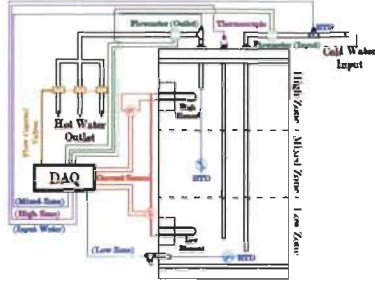 Flowmeter (Outlet)
Thermocouple
RTD
Flowmeter (Input)
Cold Water
Input
High
Element
Hot Water
Outlet
Flow Control
Valves
DAQ
Current Sensor
RTD
High Zone
Mixed Zone
Low Zone
(Mixed Zone)
(High Zone)
(Input Water)
(Low Zone)
Low
Element
RTD